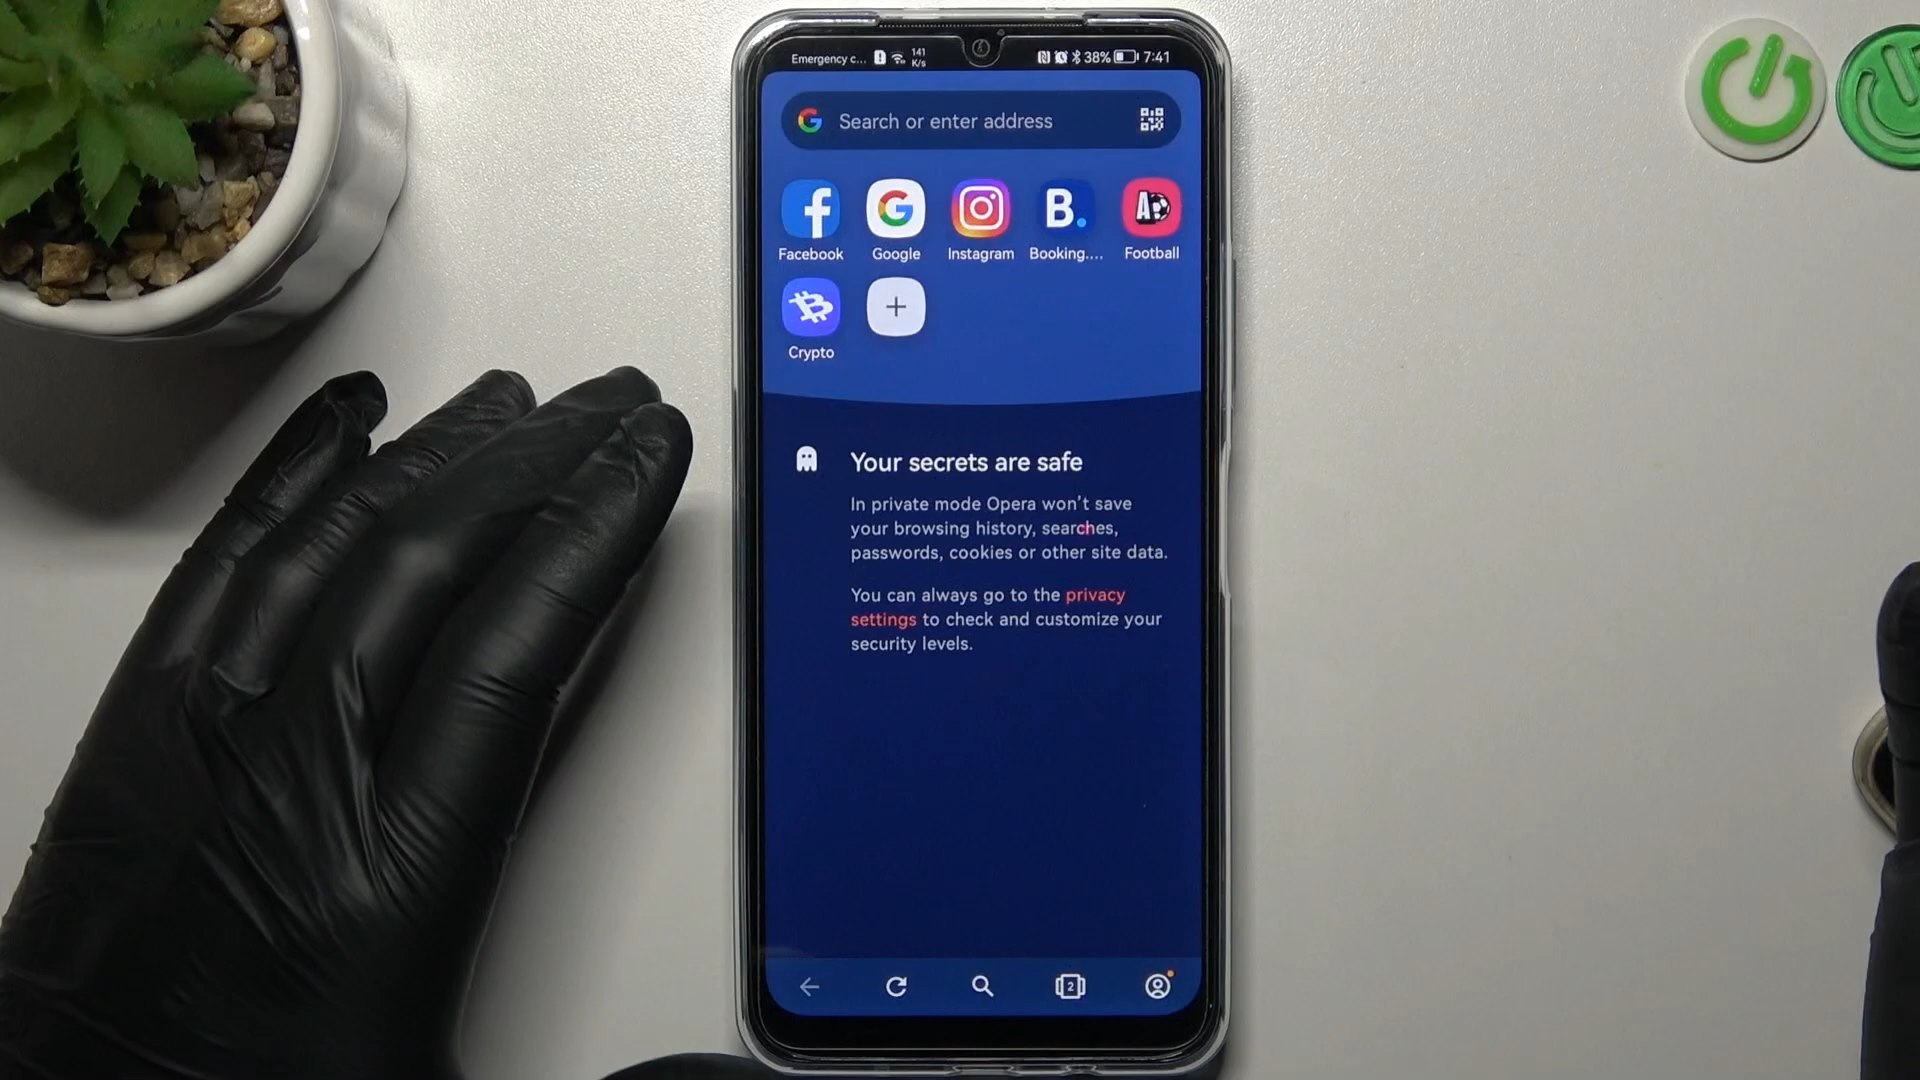 Emergency c... 141 K/s 38% 7:41
Search or enter address
Facebook Google Instagram Booking.... Football
Crypto
Your secrets are safe
In private mode Opera won't save
your browsing history, searches,
passwords, cookies or other site data.
You can always go to the privacy
settings to check and customize your
security levels.
2